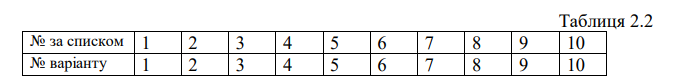 Таблиця 2.2
№ за списком 1 2 3 4 5 6 7 8 9 10
№ варіанту 1 2 3 4 5 6 7 8 9 10